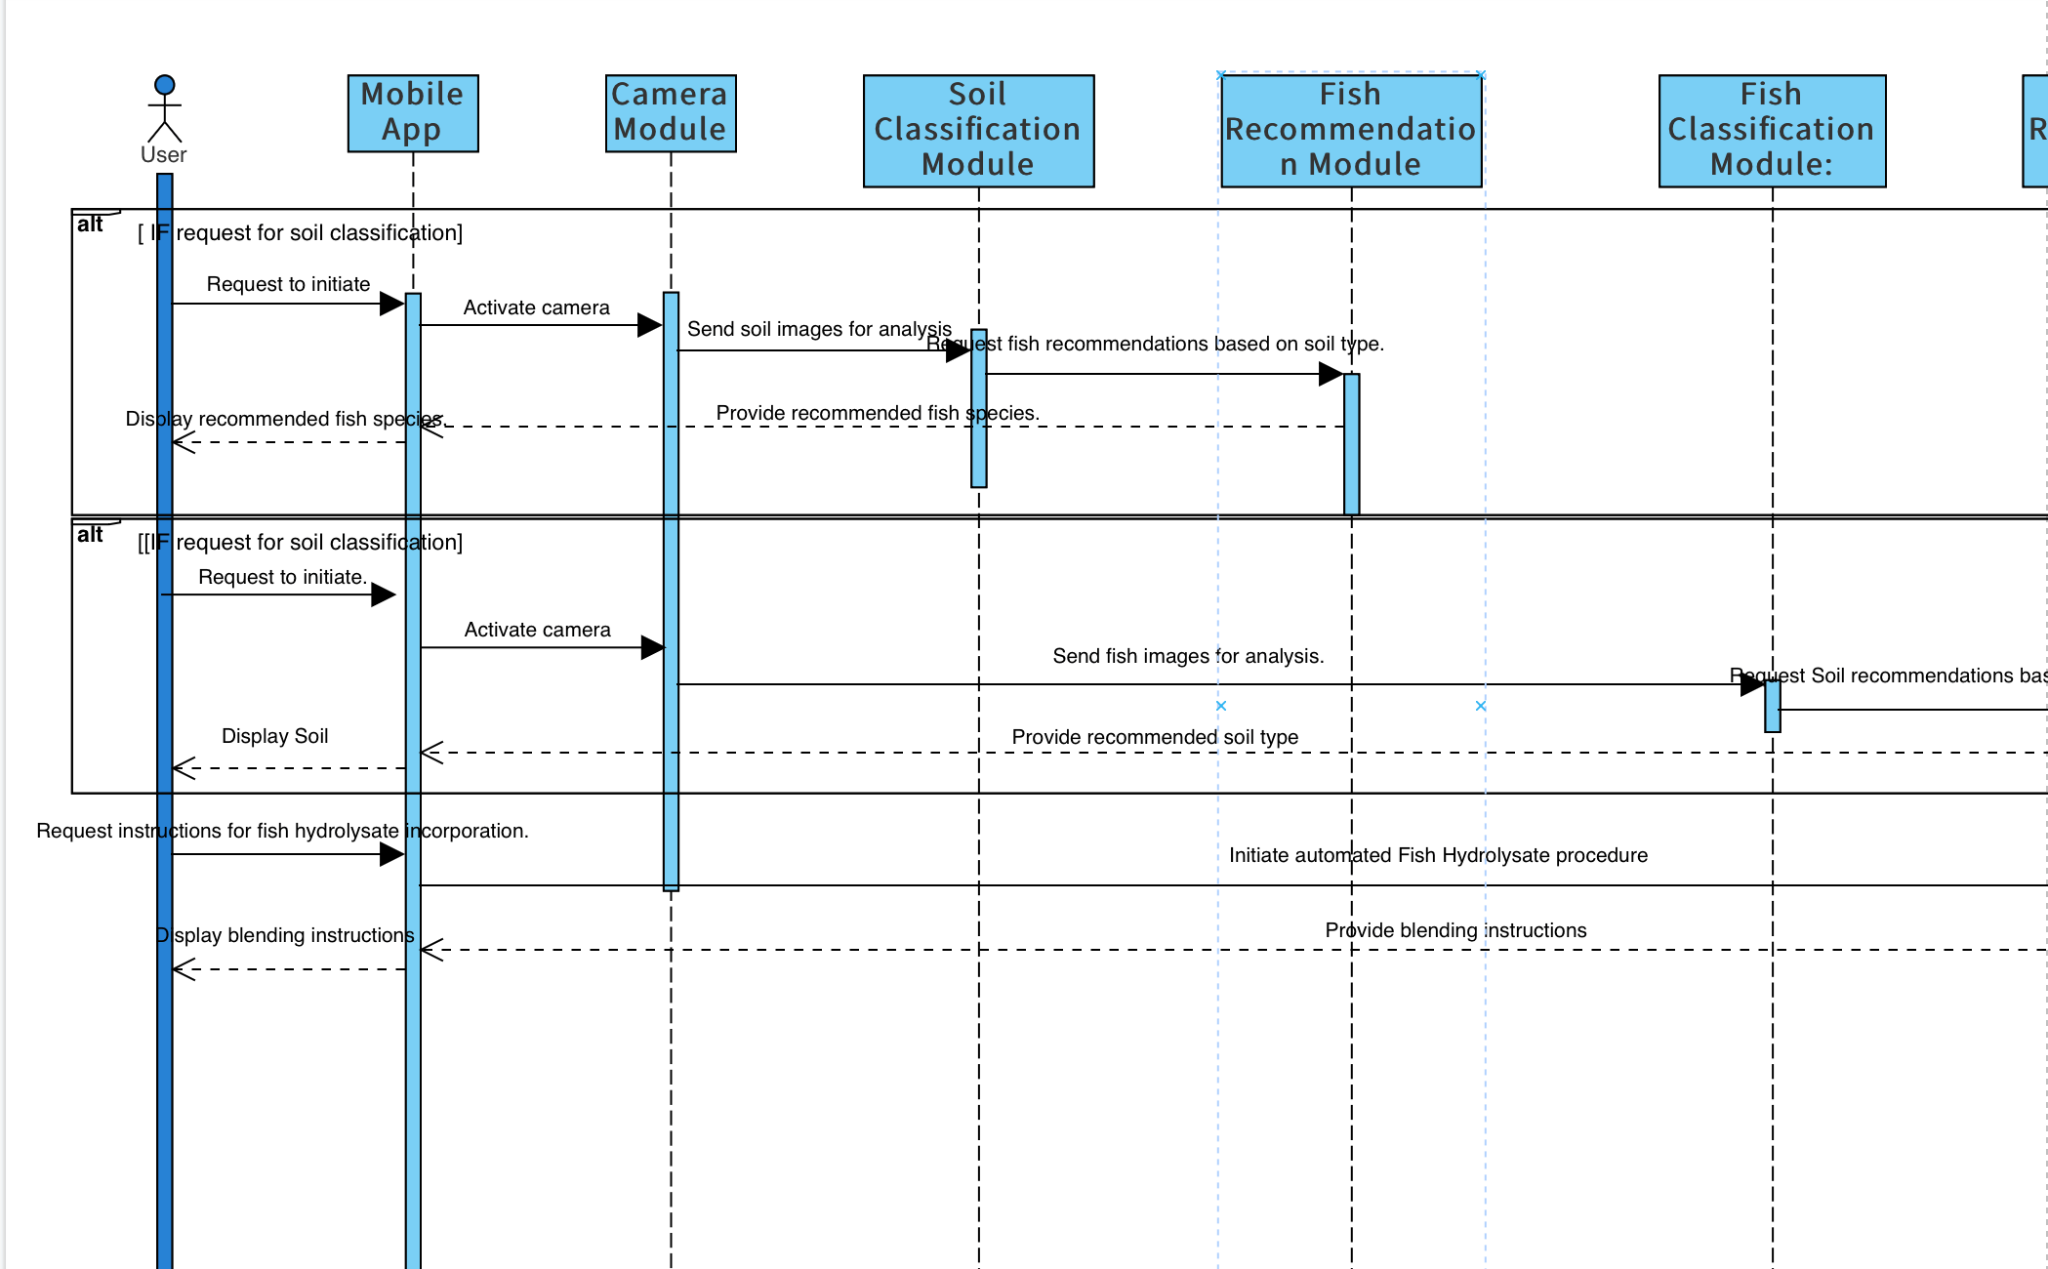 User
Mobile
App
Camera
Module
Soil
Classification
Module
Fish
Recommendatio
n Module
Fish
Classification
Module:
R
alt
[ IF request for soil classification]
Request to initiate
Activate camera
Send soil images for analysis
Request fish recommendations based on soil type.
Provide recommended fish species.
Display recommended fish species.
alt
[[IF request for soil classification]
Request to initiate.
Activate camera
Send fish images for analysis.
Request Soil recommendations bas
Provide recommended soil type
Display Soil
Request instructions for fish hydrolysate incorporation.
Initiate automated Fish Hydrolysate procedure
Provide blending instructions
Display blending instructions